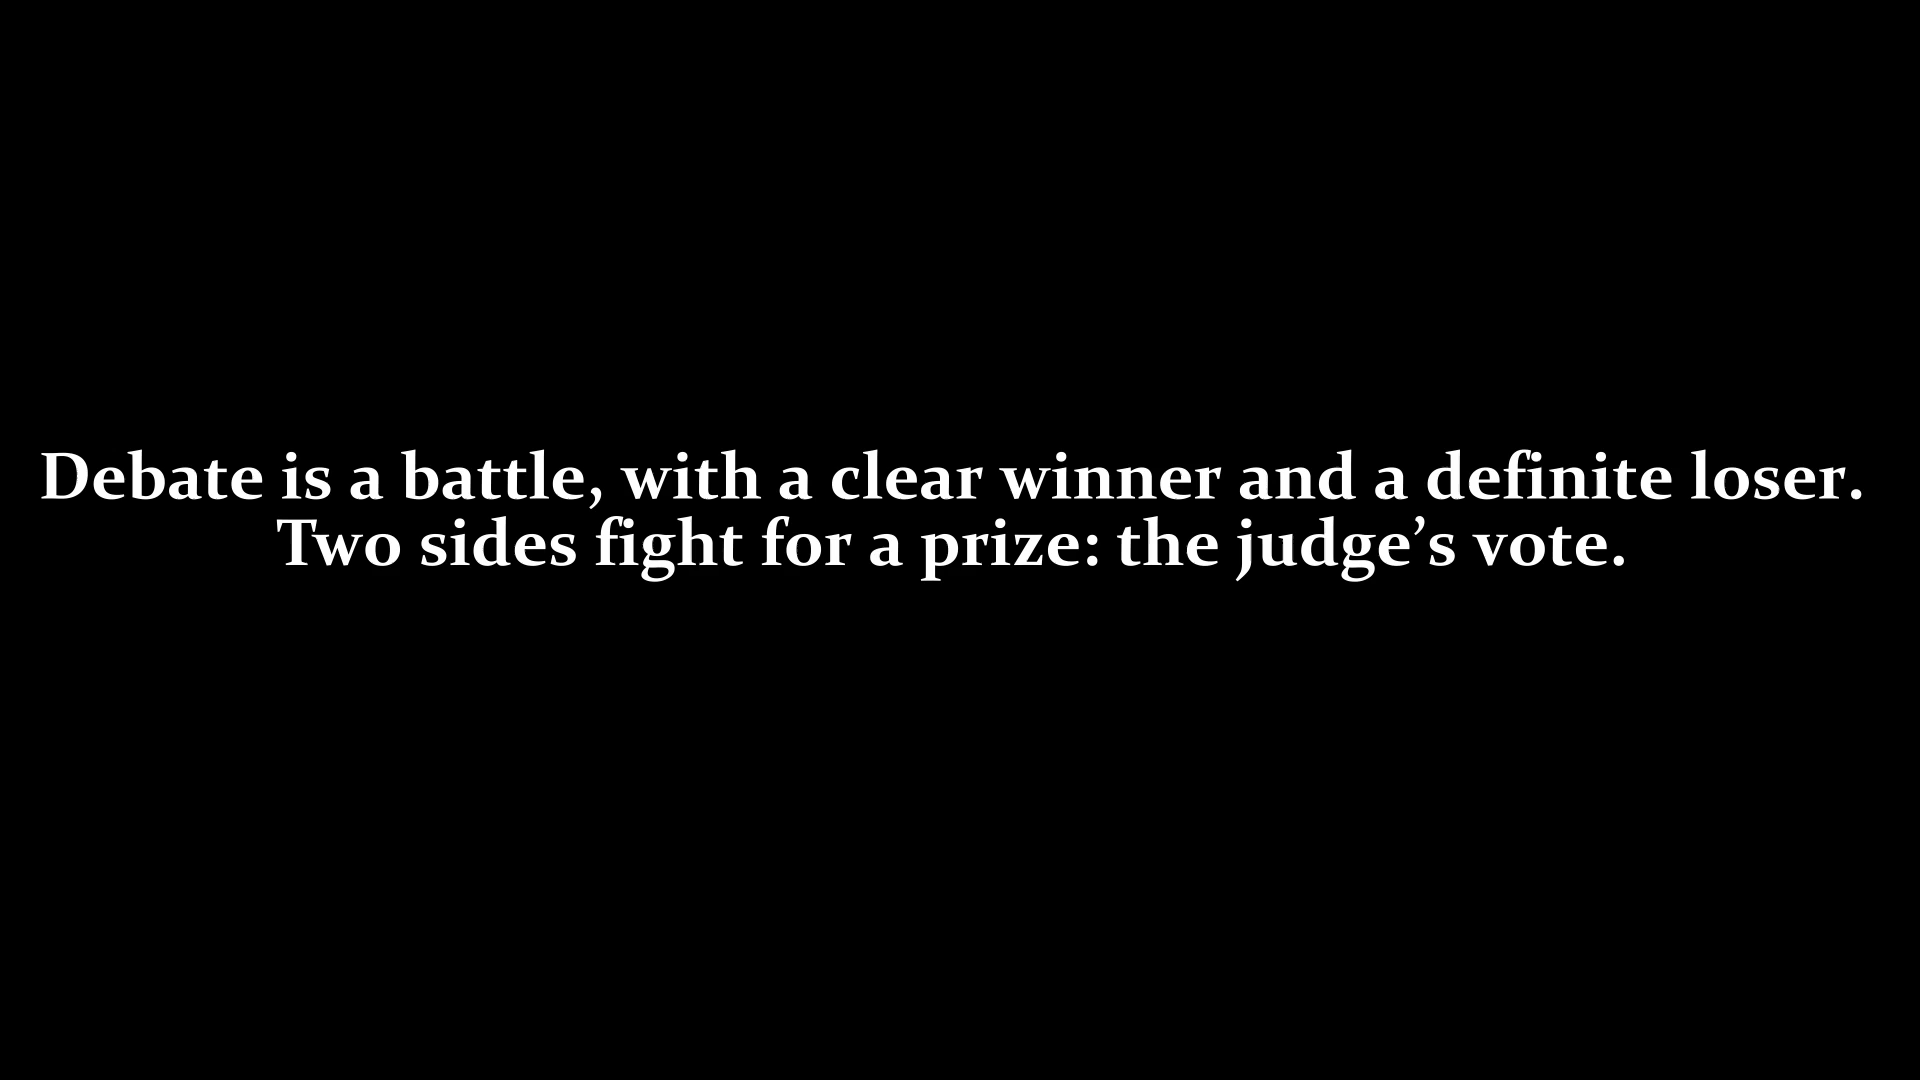 Debate is a battle, with a clear winner and a definite loser.
Two sides fight for a prize: the judge’s vote.